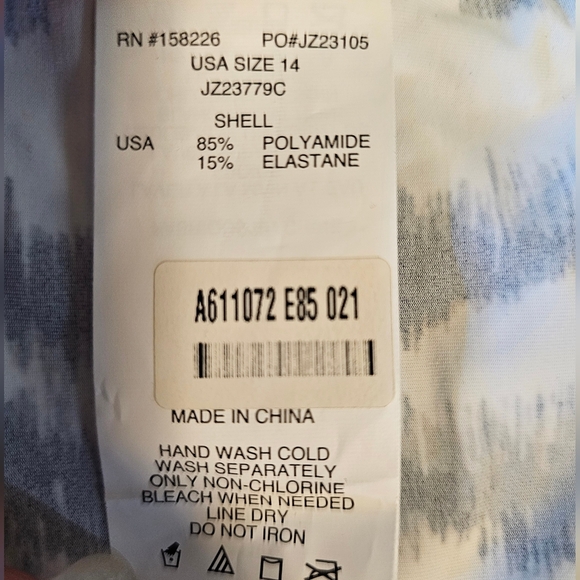 RN #158226 PO#JZ23105
USA SIZE 14
JZ23779C
SHELL
USA 85% POLYAMIDE
15% ELASTANE
A611072 E85 021
MADE IN CHINA
HAND WASH COLD
WASH SEPARATELY
ONLY NON-CHLORINE
BLEACH WHEN NEEDED
LINE DRY
DO NOT IRON